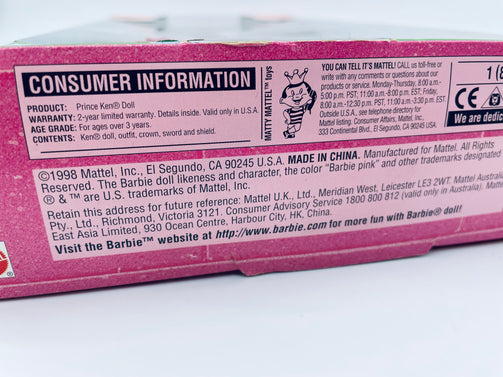 CONSUMER INFORMATION
PRODUCT: Prince Ken® Doll
WARRANTY: 2-year limited warranty. Details inside. Valid only in U.S.A.
AGE GRADE: For ages over 3 years.
CONTENTS: Ken® doll, outfit, crown, sword and shield.
MATTY MATTEL™ toys
YOU CAN TELL IT'S MATTEL! CALL us toll-free or
write with any comments or questions about our
products or service, Monday-Thursday, 8:00 a.m.-
5:00 p.m. PST; 11:00 a.m.-8:00 p.m. EST; Friday,
8:00 a.m.-12:30 p.m. PST, 11:00 a.m.-3:30 p.m. EST.
Outside U.S.A., see telephone directory for
Mattel listing. Consumer Affairs,
333 Continental Blvd., El Segundo, CA 90245 U.S.A.
1 (8
CE
We are dedic
©1998 Mattel, Inc., El Segundo, CA 90245 U.S.A. MADE IN CHINA. Manufactured for Mattel. All Rights
Reserved. The Barbie doll likeness and character, the color "Barbie pink" and other trademarks designated
® & ™ are U.S. trademarks of Mattel, Inc.
Retain this address for future reference: Mattel U.K., Ltd., Meridian West, Leicester LE3 2WT. Mattel Australia
Pty., Ltd., Richmond, Victoria 3121. Consumer Advisory Service 1800 800 812 (valid only in Australia). Mattel
East Asia Limited, 930 Ocean Centre, Harbour City, HK, China.
Visit the Barbie™ website at http://www.barbie.com for more fun with Barbie® doll!